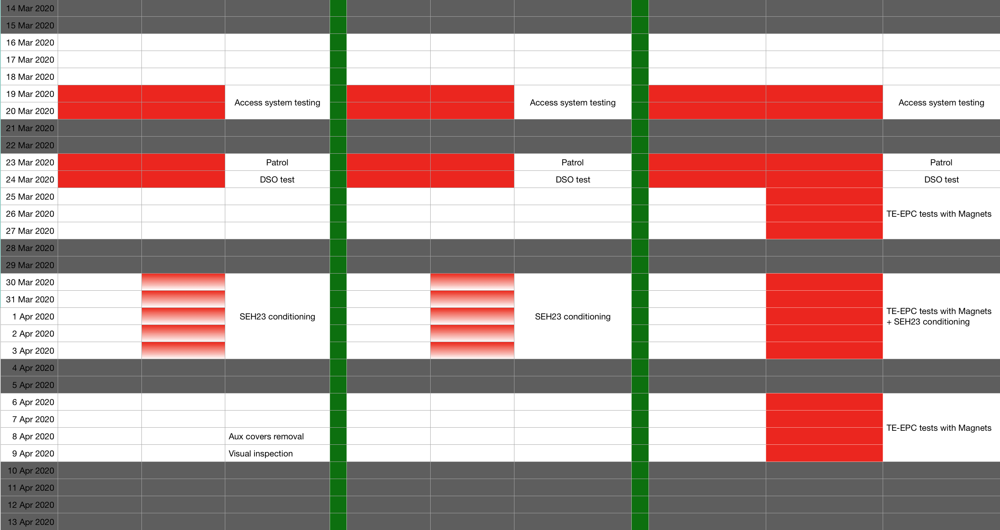 14 Mar 2020
15 Mar 2020
16 Mar 2020
17 Mar 2020
18 Mar 2020
19 Mar 2020
Access system testing Access system testing Access system testing
20 Mar 2020
21 Mar 2020
22 Mar 2020
23 Mar 2020 Patrol Patrol Patrol
24 Mar 2020 DSO test DSO test DSO test
25 Mar 2020
26 Mar 2020 TE-EPC tests with Magnets
27 Mar 2020
28 Mar 2020
29 Mar 2020
30 Mar 2020
31 Mar 2020
TE-EPC tests with Magnets
1 Apr 2020 SEH23 conditioning SEH23 conditioning
+ SEH23 conditioning
2 Apr 2020
3 Apr 2020
4 Apr 2020
5 Apr 2020
6 Apr 2020
7 Apr 2020
TE-EPC tests with Magnets
8 Apr 2020 Aux covers removal
9 Apr 2020 Visual inspection
10 Apr 2020
11 Apr 2020
12 Apr 2020
13 Apr 2020